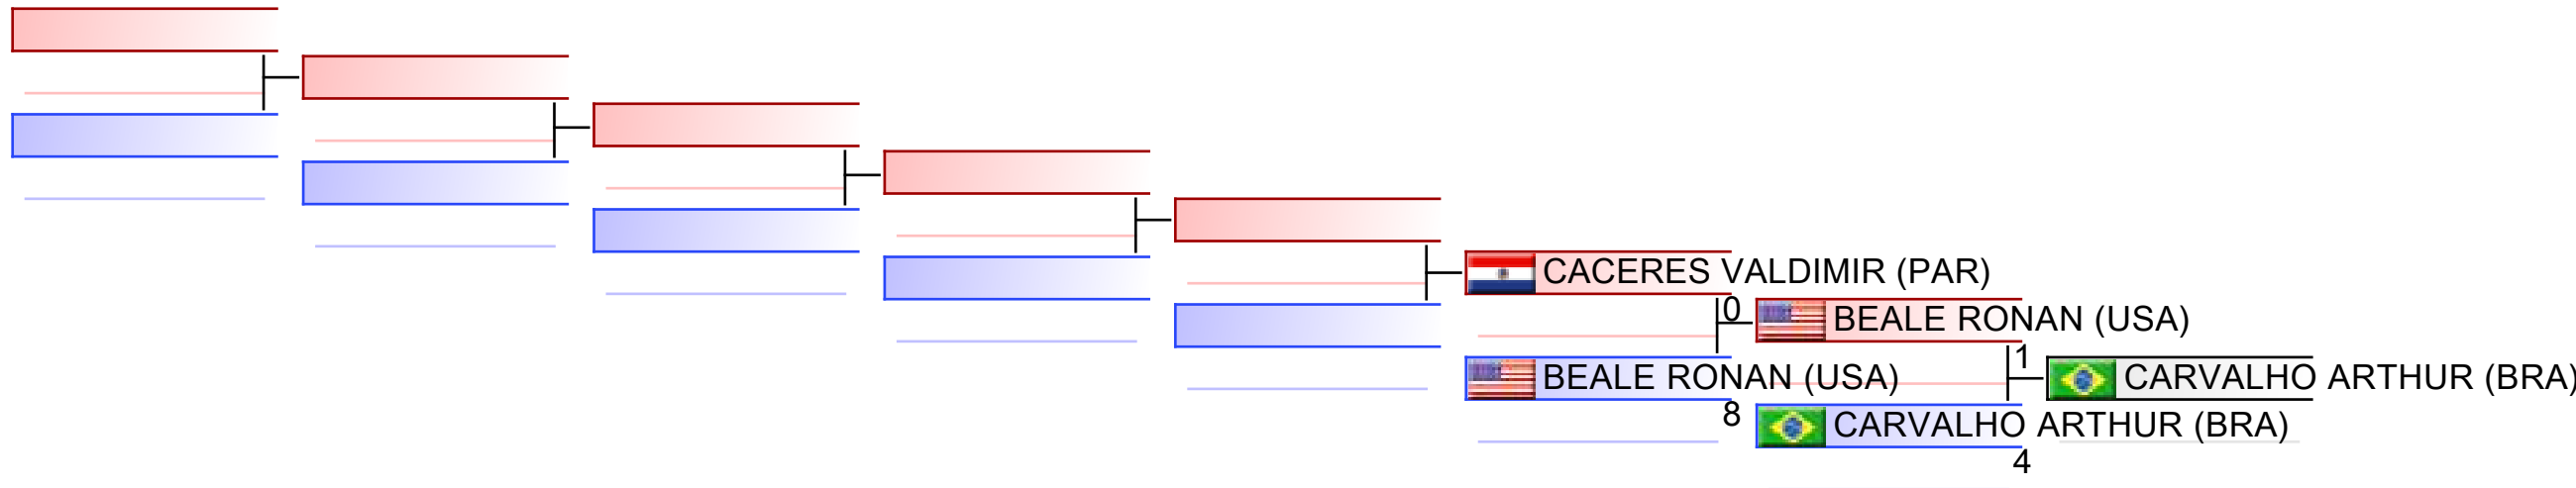 CACERES VALDIMIR (PAR)
0
BEALE RONAN (USA)
1
BEALE RONAN (USA)
CARVALHO ARTHUR (BRA)
8
CARVALHO ARTHUR (BRA)
4